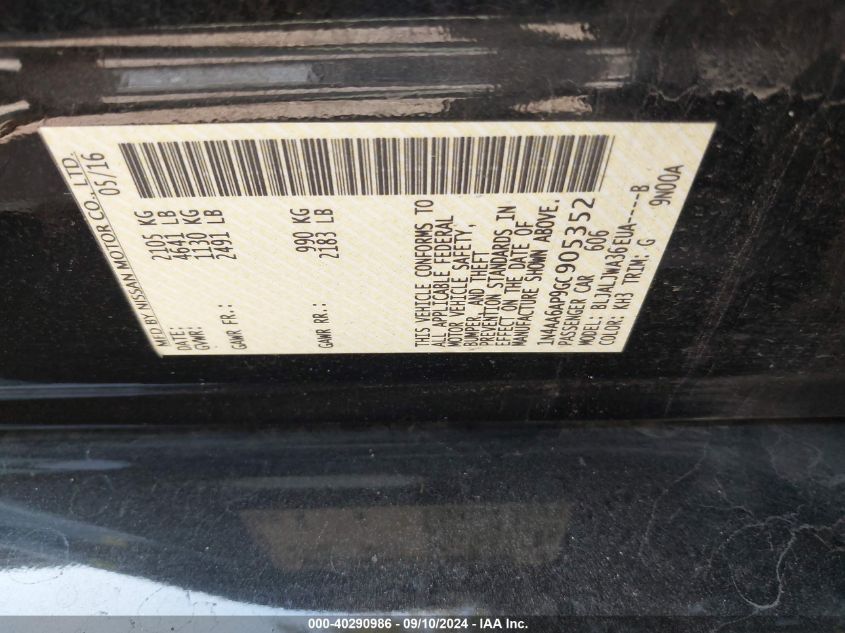 MFD BY NISSAN MOTOR CO., LTD.
DATE: 05/16
GVWR: 2105 KG
4641 LB
GAWR FR.: 1130 KG
2491 LB
GAWR RR.: 990 KG
2183 LB
THIS VEHICLE CONFORMS TO
ALL APPLICABLE FEDERAL
MOTOR VEHICLE SAFETY,
BUMPER, AND THEFT
PREVENTION STANDARDS IN
EFFECT ON THE DATE OF
MANUFACTURE SHOWN ABOVE.
1N4AA6AP9GC905352
PASSENGER CAR 606
MODEL: BLJALJWA36EUA-----B
COLOR: KH3 TRIM: G 9N00A
000-40290986 - 09/10/2024 - IAA Inc.